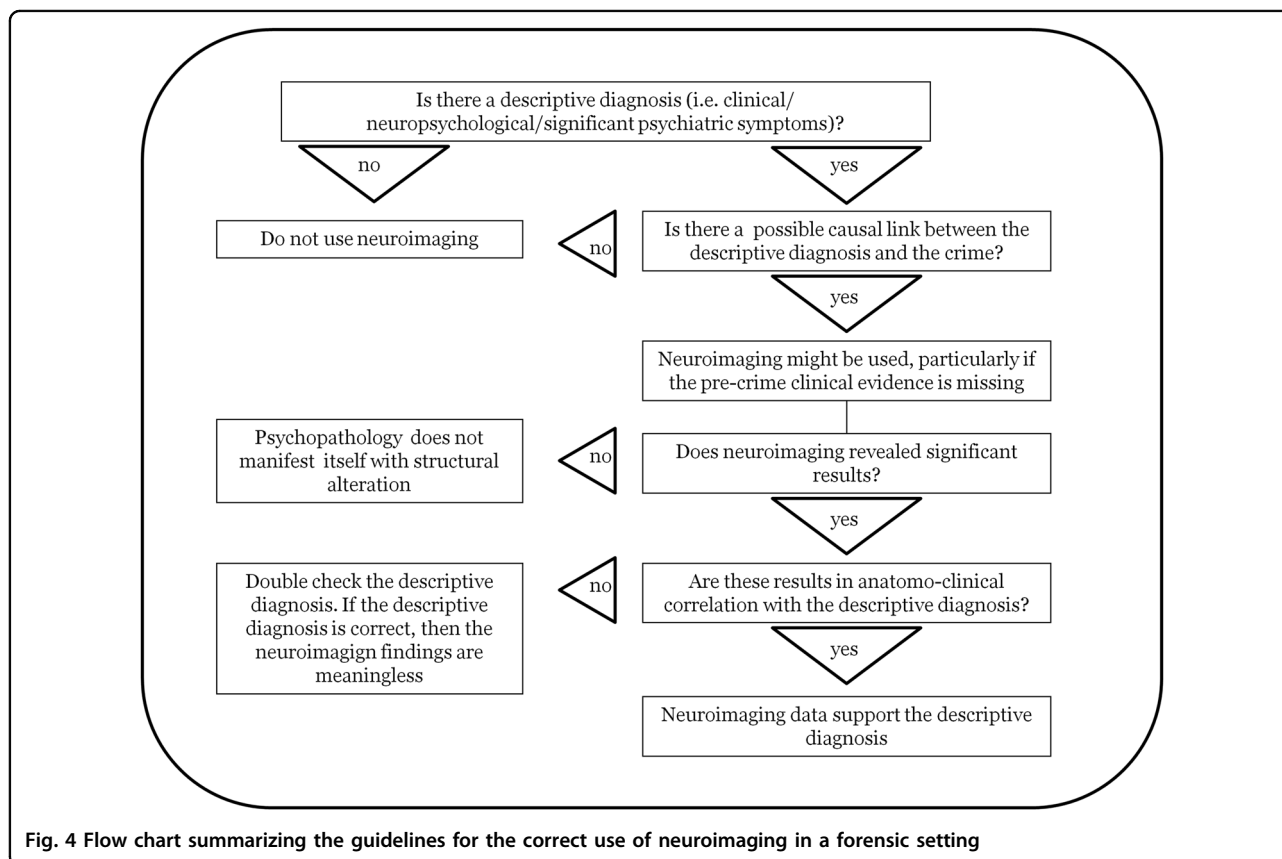 Is there a descriptive diagnosis (i.e. clinical/
neuropsychological/significant psychiatric symptoms)?
no
yes
Do not use neuroimaging
no
Is there a possible causal link between the
descriptive diagnosis and the crime?
yes
Neuroimaging might be used, particularly if
the pre-crime clinical evidence is missing
Psychopathology does not
manifest itself with structural
alteration
no
Does neuroimaging revealed significant
results?
yes
Double check the descriptive
diagnosis. If the descriptive
diagnosis is correct, then the
neuroimagign findings are
meaningless
no
Are these results in anatomo-clinical
correlation with the descriptive diagnosis?
yes
Neuroimaging data support the descriptive
diagnosis
Fig. 4 Flow chart summarizing the guidelines for the correct use of neuroimaging in a forensic setting